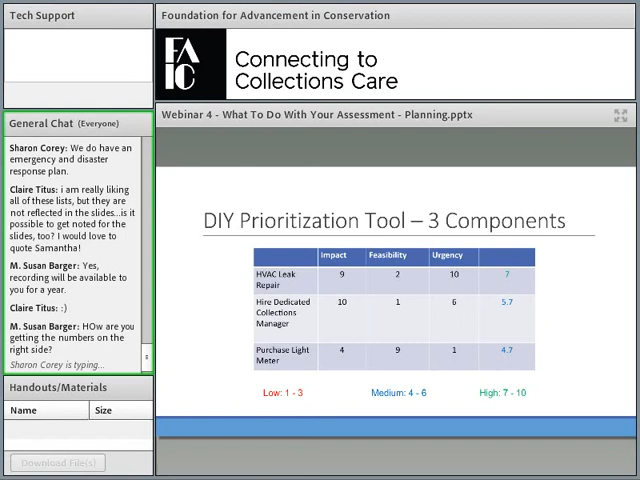 Tech Support
Foundation for Advancement in Conservation
FA
IC
Connecting to
Collections Care
General Chat (Everyone)
Sharon Corey: We do have an
emergency and disaster
response plan.
Claire Titus: i am really liking
all of these lists, but they are
not reflected in the slides...is it
possible to get noted for the
slides, too? I would love to
quote Samantha!
M. Susan Barger: Yes,
recording will be available to
you for a year.
Claire Titus: :)
M. Susan Barger: HOw are you
getting the numbers on the
right side?
Sharon Corey is typing...
Handouts/Materials
Name Size
Download File(s)
Webinar 4 - What To Do With Your Assessment - Planning.pptx
DIY Prioritization Tool – 3 Components
Impact Feasibility Urgency
HVAC Leak
Repair 9 2 10 7
Hire Dedicated
Collections
Manager 10 1 6 5.7
Purchase Light
Meter 4 9 1 4.7
Low: 1 - 3 Medium: 4 - 6 High: 7 - 10